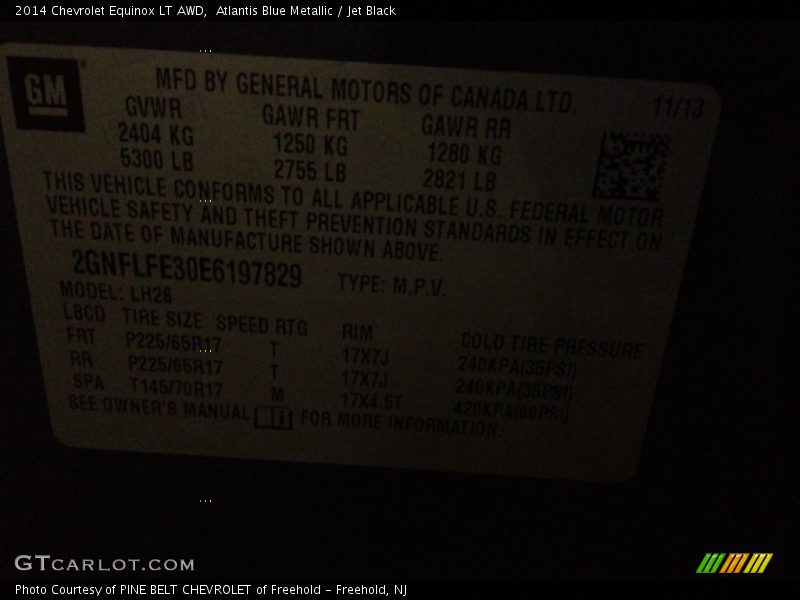 2014 Chevrolet Equinox LT AWD,  Atlantis Blue Metallic / Jet Black
GM
MFD BY GENERAL MOTORS OF CANADA LTD. 11/13
GVWR GAWR FRT GAWR RR
2404 KG 1250 KG 1280 KG
5300 LB 2755 LB 2821 LB
THIS VEHICLE CONFORMS TO ALL APPLICABLE U.S. FEDERAL MOTOR
VEHICLE SAFETY AND THEFT PREVENTION STANDARDS IN EFFECT ON
THE DATE OF MANUFACTURE SHOWN ABOVE.
2GNFLFE30E6197829 TYPE: M.P.V.
MODEL: LH26
LBCD TIRE SIZE SPEED RTG RIM COLD TIRE PRESSURE
FRT P225/65R17 T 17X7J 240KPA(35PSI)
RR P225/65R17 T 17X7J 240KPA(35PSI)
SPA T145/70R17 M 17X4.5T 420KPA(60PSI)
SEE OWNER'S MANUAL FOR MORE INFORMATION
GTCARLOT.COM
Photo Courtesy of PINE BELT CHEVROLET of Freehold - Freehold, NJ